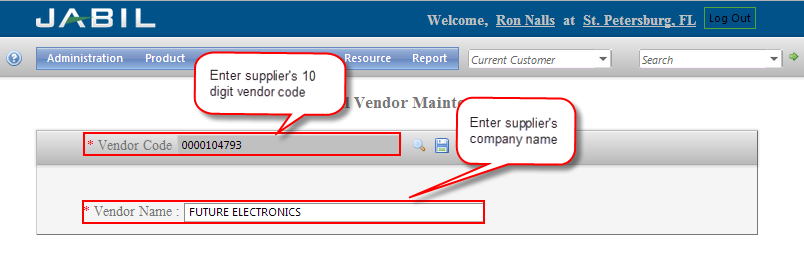 JABIL
Welcome, Ron Nalls at St. Petersburg, FL Log Out
Administration Product Resource Report Current Customer Search
Enter supplier's 10
digit vendor code
Vendor
Enter supplier's
company name
* Vendor Code 0000104793
* Vendor Name : FUTURE ELECTRONICS